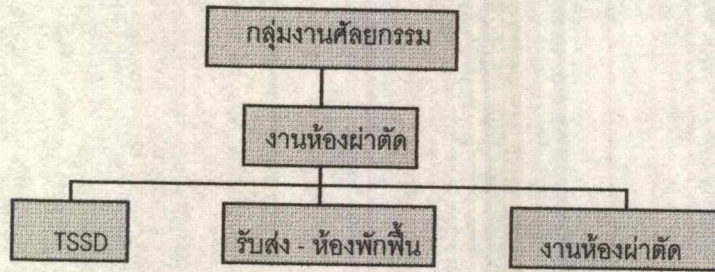 กลุ่มงานศัลยกรรม
งานห้องผ่าตัด
TSSD
รับส่ง - ห้องพักฟื้น
งานห้องผ่าตัด